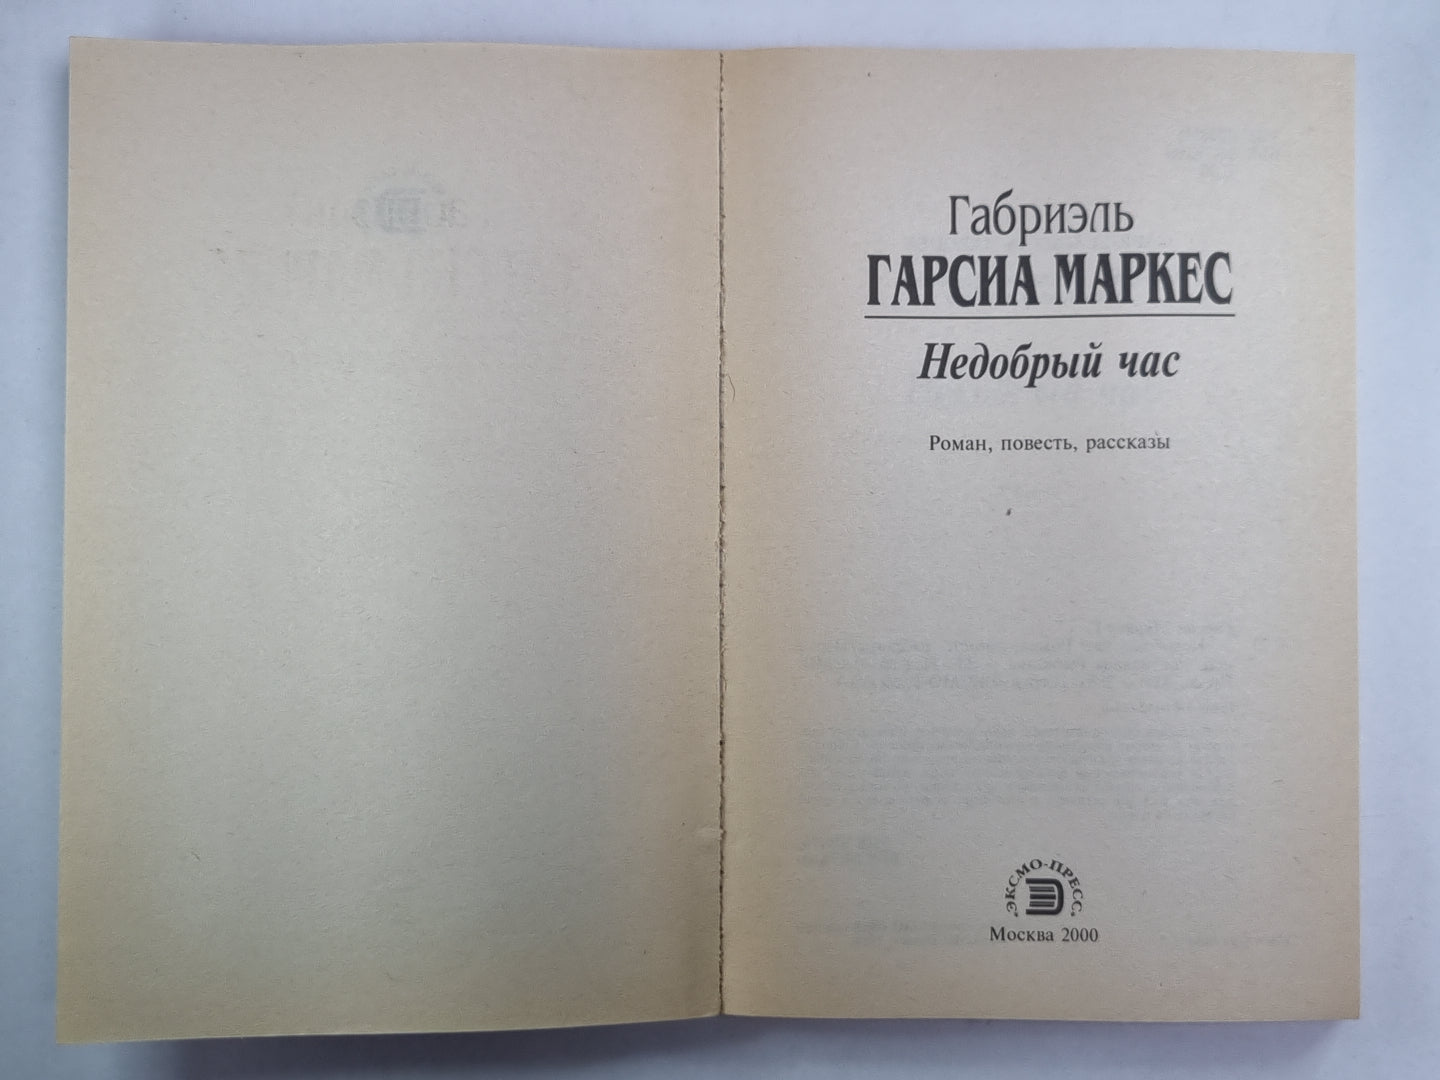 Габриэль
ГАРСИА МАРКЕС
Недобрый час
Роман, повесть, рассказы
ЭКСМО-ПРЕСС
Москва 2000